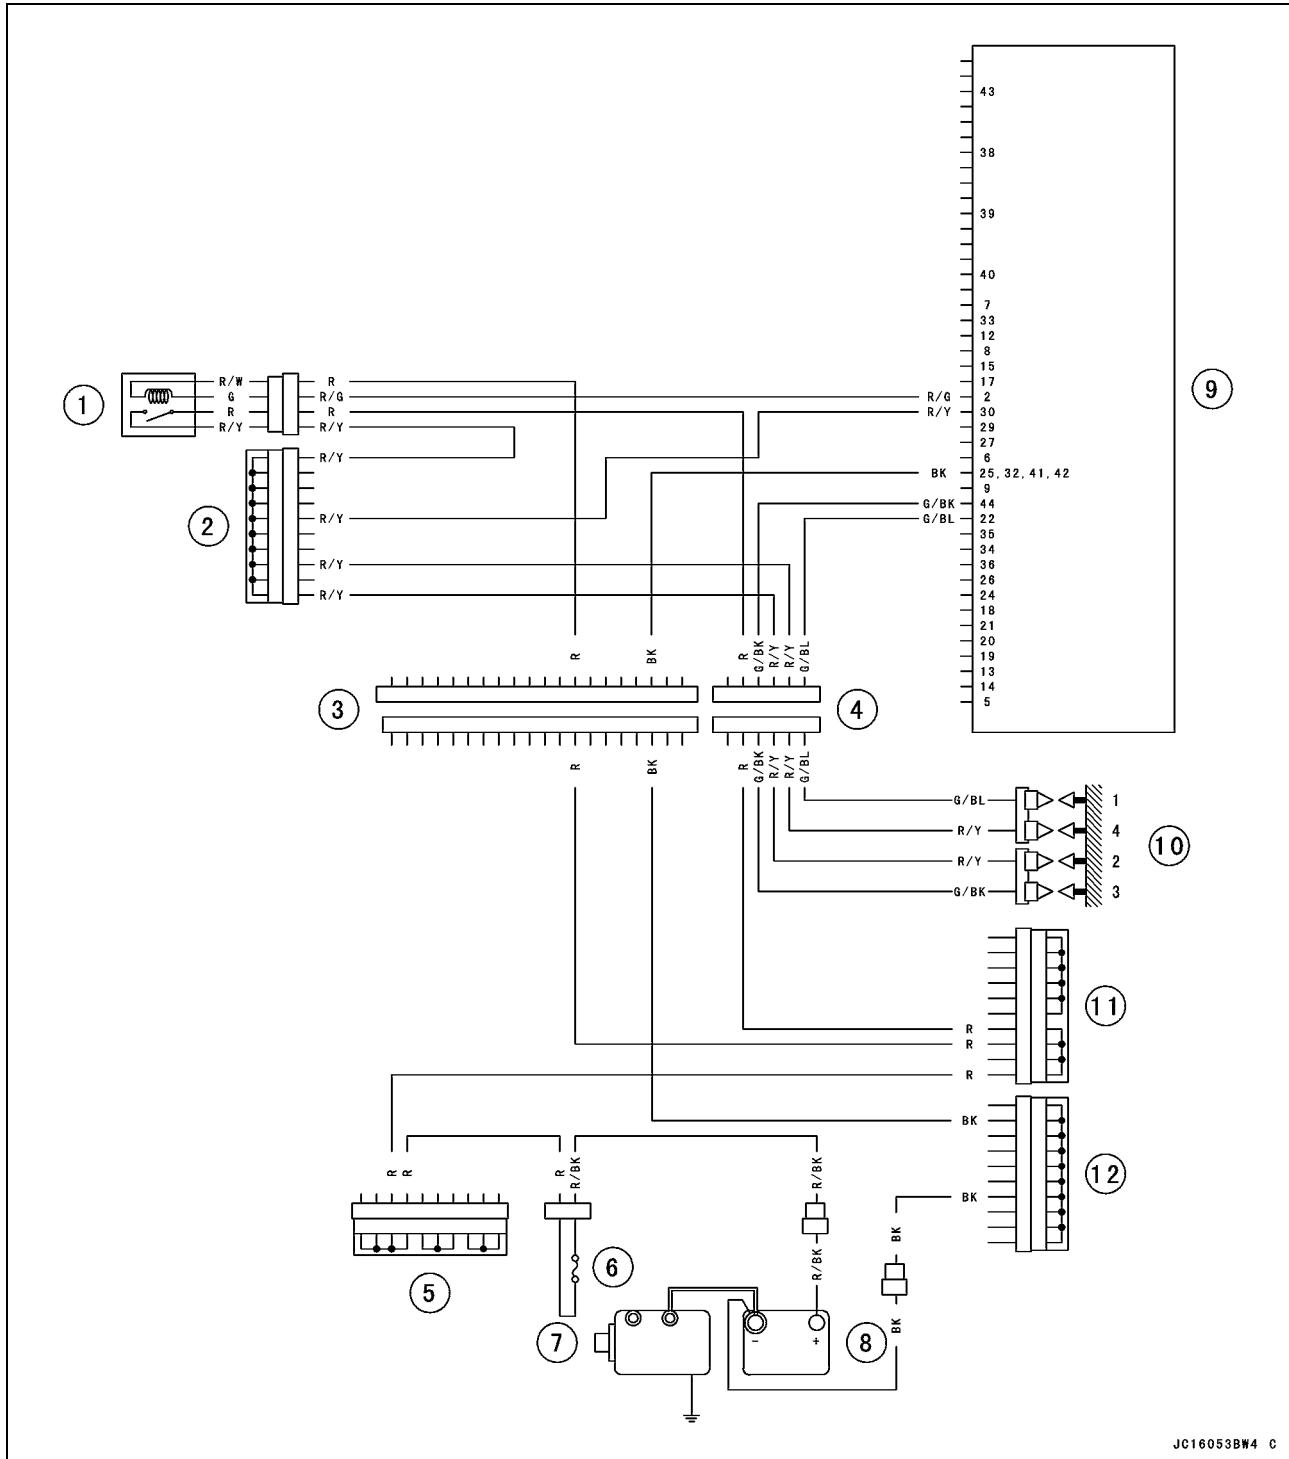 43
38
39
40
7
33
12
8
15
1 R/W R 17 9
G R/G R/G 2
R R R/Y 30
R/Y R/Y 29
27
R/Y 6
BK 25, 32, 41, 42
9
G/BK 44
2 R/Y G/BL 22
35
34
R/Y 36
26
R/Y 24
18
21
20
R BK R G/BK R/Y R/Y G/BL 19
13
14
3 4 5
R BK R G/BK R/Y R/Y G/BL
G/BL 1
R/Y 4
10
R/Y 2
G/BK 3
11
R
R
R
BK
R R R R/BK R/BK 12
BK
BK
R/BK
6
5
BK
7 - + 8
JC16053BW4 C